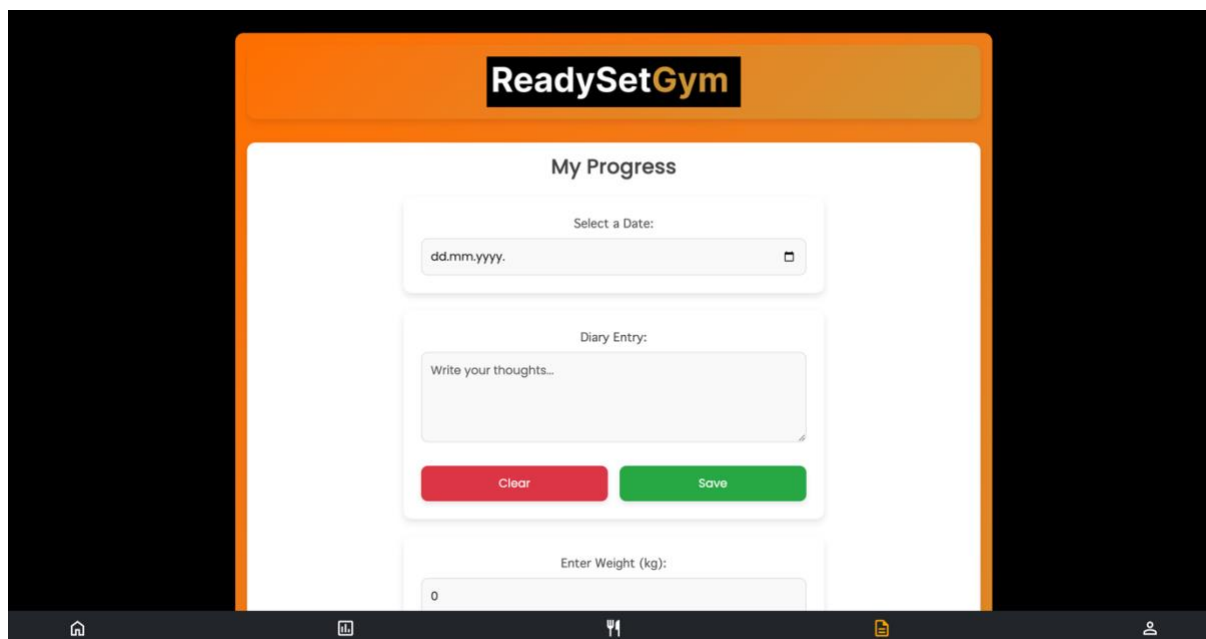 ReadySetGym
My Progress
Select a Date:
dd.mm.yyyy.
Diary Entry:
Write your thoughts...
Clear
Save
Enter Weight (kg):
0